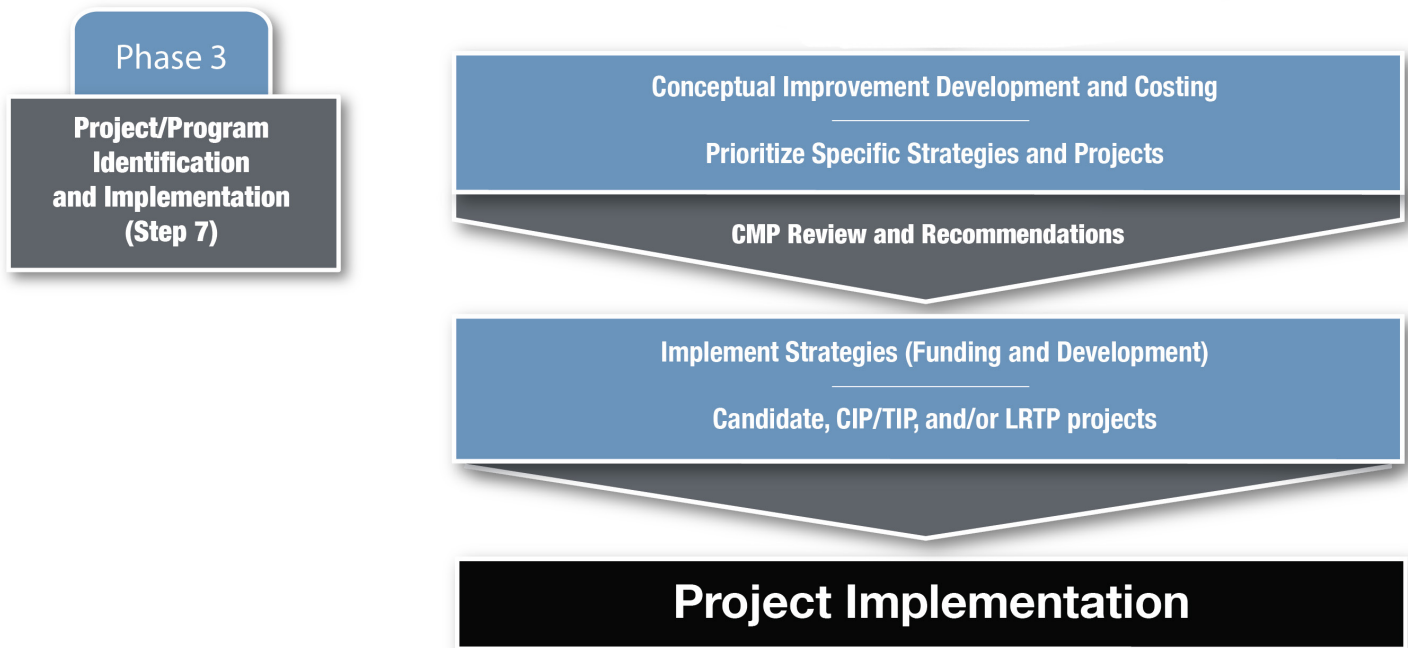 Phase 3
Project/Program
Identification
and Implementation
(Step 7)
Conceptual Improvement Development and Costing
Prioritize Specific Strategies and Projects
CMP Review and Recommendations
Implement Strategies (Funding and Development)
Candidate, CIP/TIP, and/or LRTP projects
Project Implementation